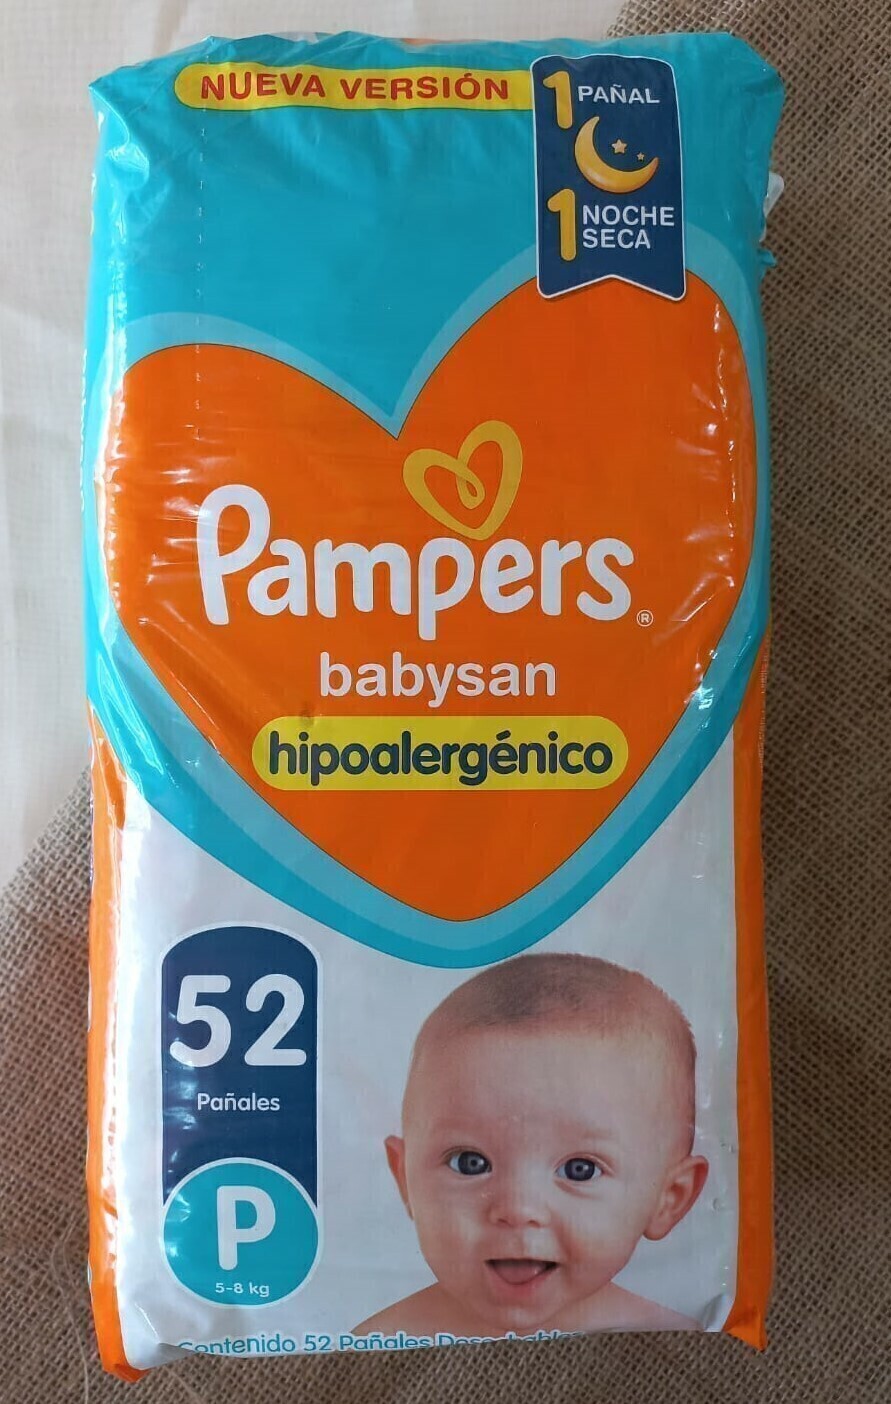 NUEVA VERSIÓN
1 PAÑAL
1 NOCHE
SECA
Pampers®
babysan
hipoalergénico
52
Pañales
P
5-8 kg
Contenido 52 Pañales